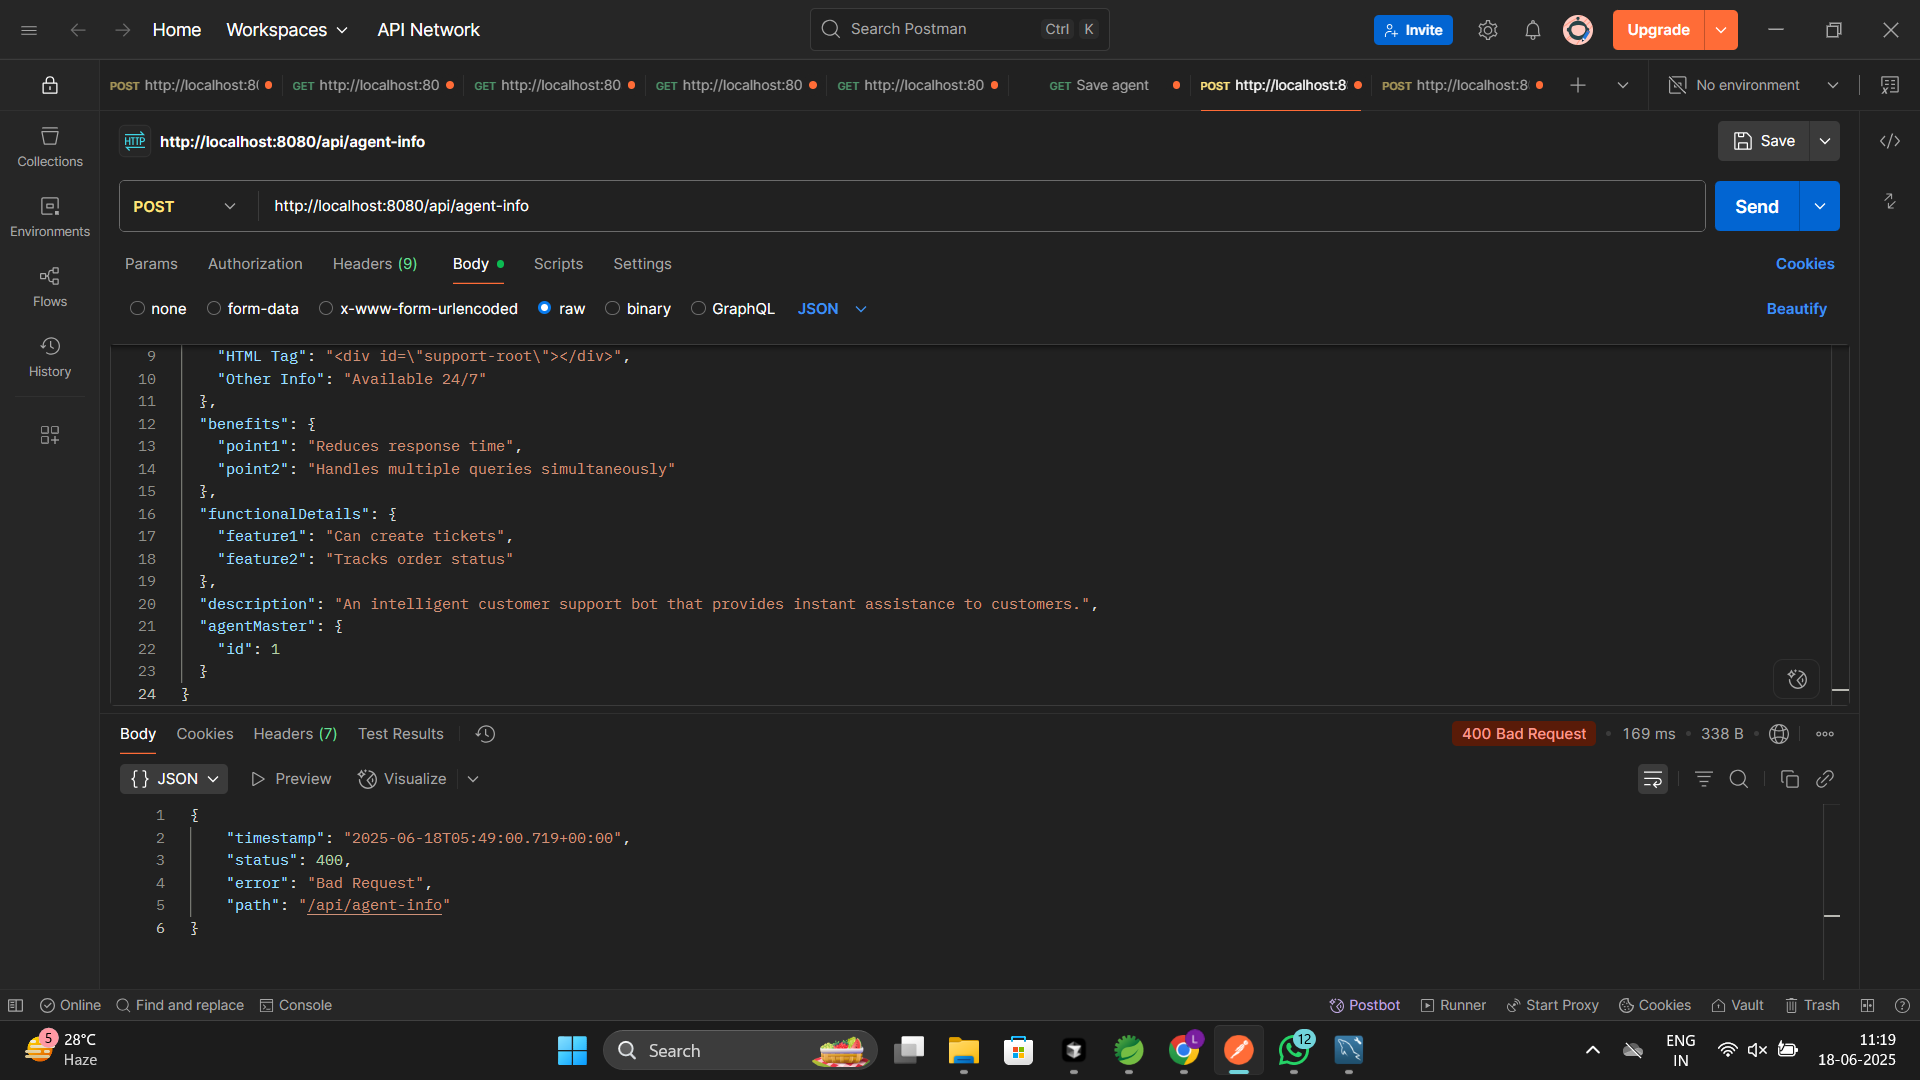 Home
Workspaces
API Network
Search Postman
Ctrl K
Invite
Upgrade
POST http://localhost:80
GET http://localhost:80
GET http://localhost:80
GET http://localhost:80
GET http://localhost:80
GET Save agent
POST http://localhost:8
POST http://localhost:8
No environment
Collections
Environments
Flows
History
HTTP http://localhost:8080/api/agent-info
Save
POST
http://localhost:8080/api/agent-info
Send
Params
Authorization
Headers (9)
Body
Scripts
Settings
Cookies
none
form-data
x-www-form-urlencoded
raw
binary
GraphQL
JSON
Beautify
9 "HTML Tag": "<div id=\"support-root\"></div>",
10 "Other Info": "Available 24/7"
11 },
12 "benefits": {
13 "point1": "Reduces response time",
14 "point2": "Handles multiple queries simultaneously"
15 },
16 "functionalDetails": {
17 "feature1": "Can create tickets",
18 "feature2": "Tracks order status"
19 },
20 "description": "An intelligent customer support bot that provides instant assistance to customers.",
21 "agentMaster": {
22 "id": 1
23 }
24 }
Body
Cookies
Headers (7)
Test Results
400 Bad Request
169 ms
338 B
{} JSON
Preview
Visualize
1 {
2 "timestamp": "2025-06-18T05:49:00.719+00:00",
3 "status": 400,
4 "error": "Bad Request",
5 "path": "/api/agent-info"
6 }
Online
Find and replace
Console
Postbot
Runner
Start Proxy
Cookies
Vault
Trash
5
28°C
Haze
Search
L
12
ENG
IN
11:19
18-06-2025